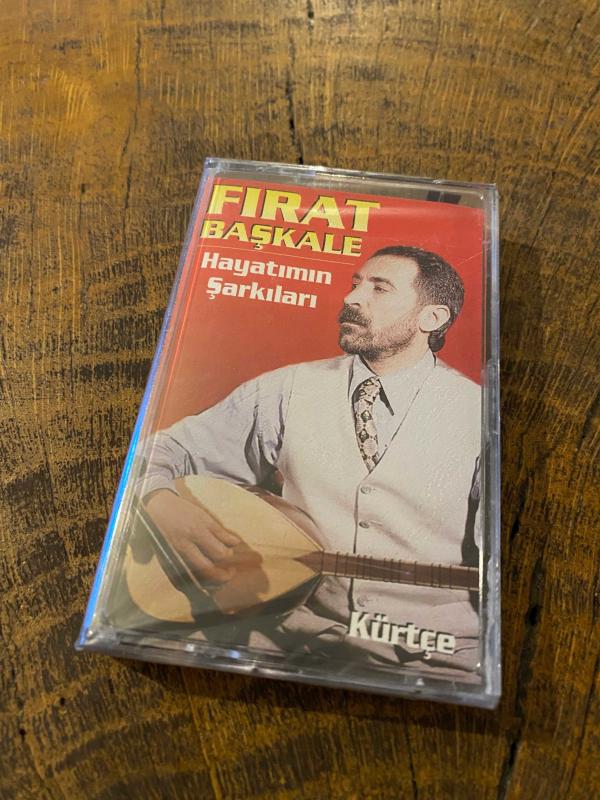 FIRAT
BAŞKALE
Hayatımın
Şarkıları
Kürtçe